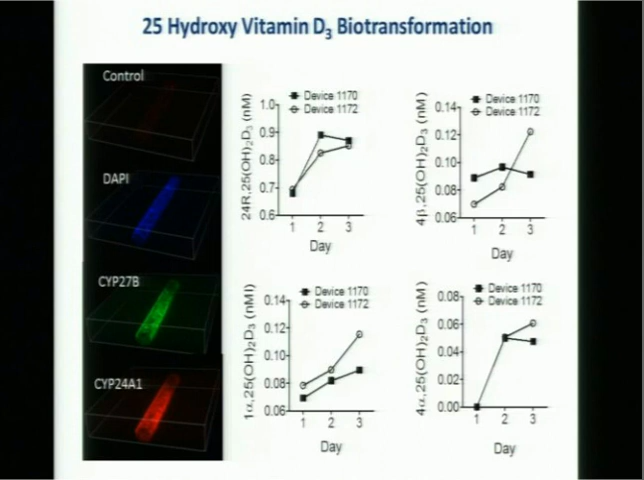 25 Hydroxy Vitamin D₃ Biotransformation
Control
DAPI
CYP27B
CYP24A1
24R,25(OH)₂D₃ (nM)
Device 1170
Device 1172
1.0
0.9
0.8
0.7
0.6
1 2 3
Day
4β,25(OH)₂D₃ (nM)
Device 1170
Device 1172
0.14
0.12
0.10
0.08
0.06
1 2 3
Day
1α,25(OH)₂D₃ (nM)
Device 1170
Device 1172
0.14
0.12
0.10
0.08
0.06
1 2 3
Day
4α,25(OH)₂D₃ (nM)
Device 1170
Device 1172
0.08
0.06
0.04
0.02
0.00
1 2 3
Day